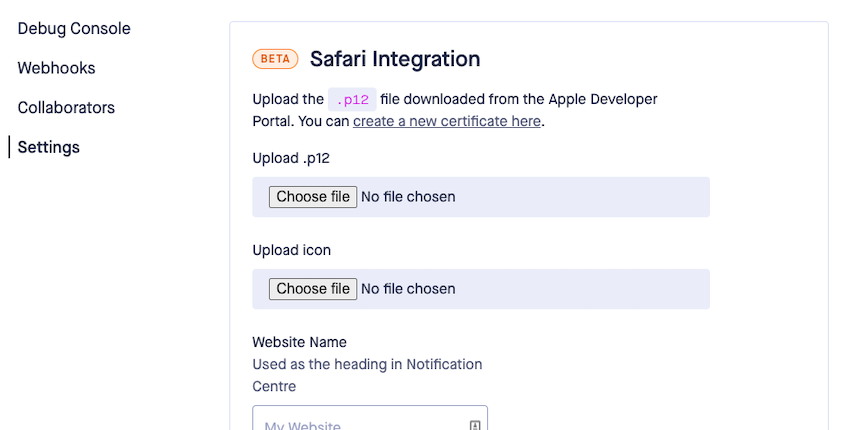 Debug Console
Webhooks
Collaborators
Settings
BETA Safari Integration
Upload the .p12 file downloaded from the Apple Developer
Portal. You can create a new certificate here.
Upload .p12
Choose file No file chosen
Upload icon
Choose file No file chosen
Website Name
Used as the heading in Notification
Centre
My Website